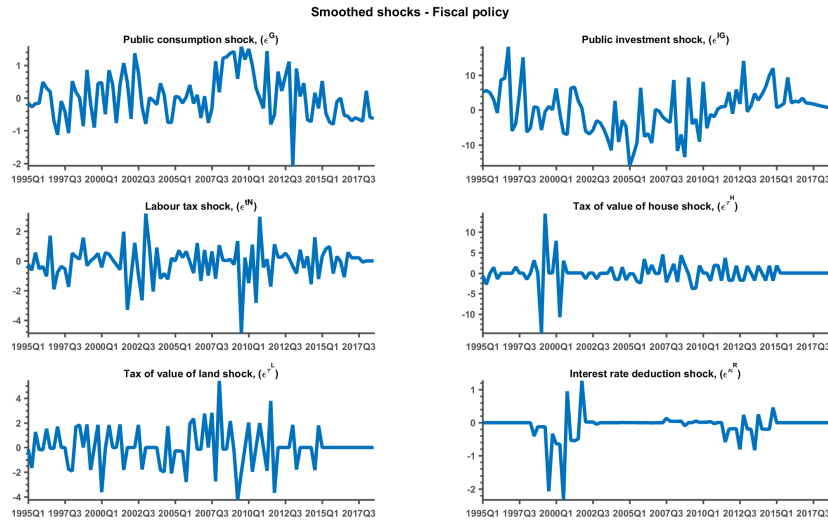 Smoothed shocks - Fiscal policy
Public consumption shock, (ϵ^G)
1
0
-1
-2
1995Q1 1997Q3 2000Q1 2002Q3 2005Q1 2007Q3 2010Q1 2012Q3 2015Q1 2017Q3
Public investment shock, (ϵ^IG)
10
0
-10
1995Q1 1997Q3 2000Q1 2002Q3 2005Q1 2007Q3 2010Q1 2012Q3 2015Q1 2017Q3
Labour tax shock, (ϵ^tN)
2
0
-2
-4
1995Q1 1997Q3 2000Q1 2002Q3 2005Q1 2007Q3 2010Q1 2012Q3 2015Q1 2017Q3
Tax of value of house shock, (ϵ^τ^H)
10
5
0
-5
-10
1995Q1 1997Q3 2000Q1 2002Q3 2005Q1 2007Q3 2010Q1 2012Q3 2015Q1 2017Q3
Tax of value of land shock, (ϵ^τ^L)
4
2
0
-2
-4
1995Q1 1997Q3 2000Q1 2002Q3 2005Q1 2007Q3 2010Q1 2012Q3 2015Q1 2017Q3
Interest rate deduction shock, (ϵ^κ^R)
1
0
-1
-2
1995Q1 1997Q3 2000Q1 2002Q3 2005Q1 2007Q3 2010Q1 2012Q3 2015Q1 2017Q3